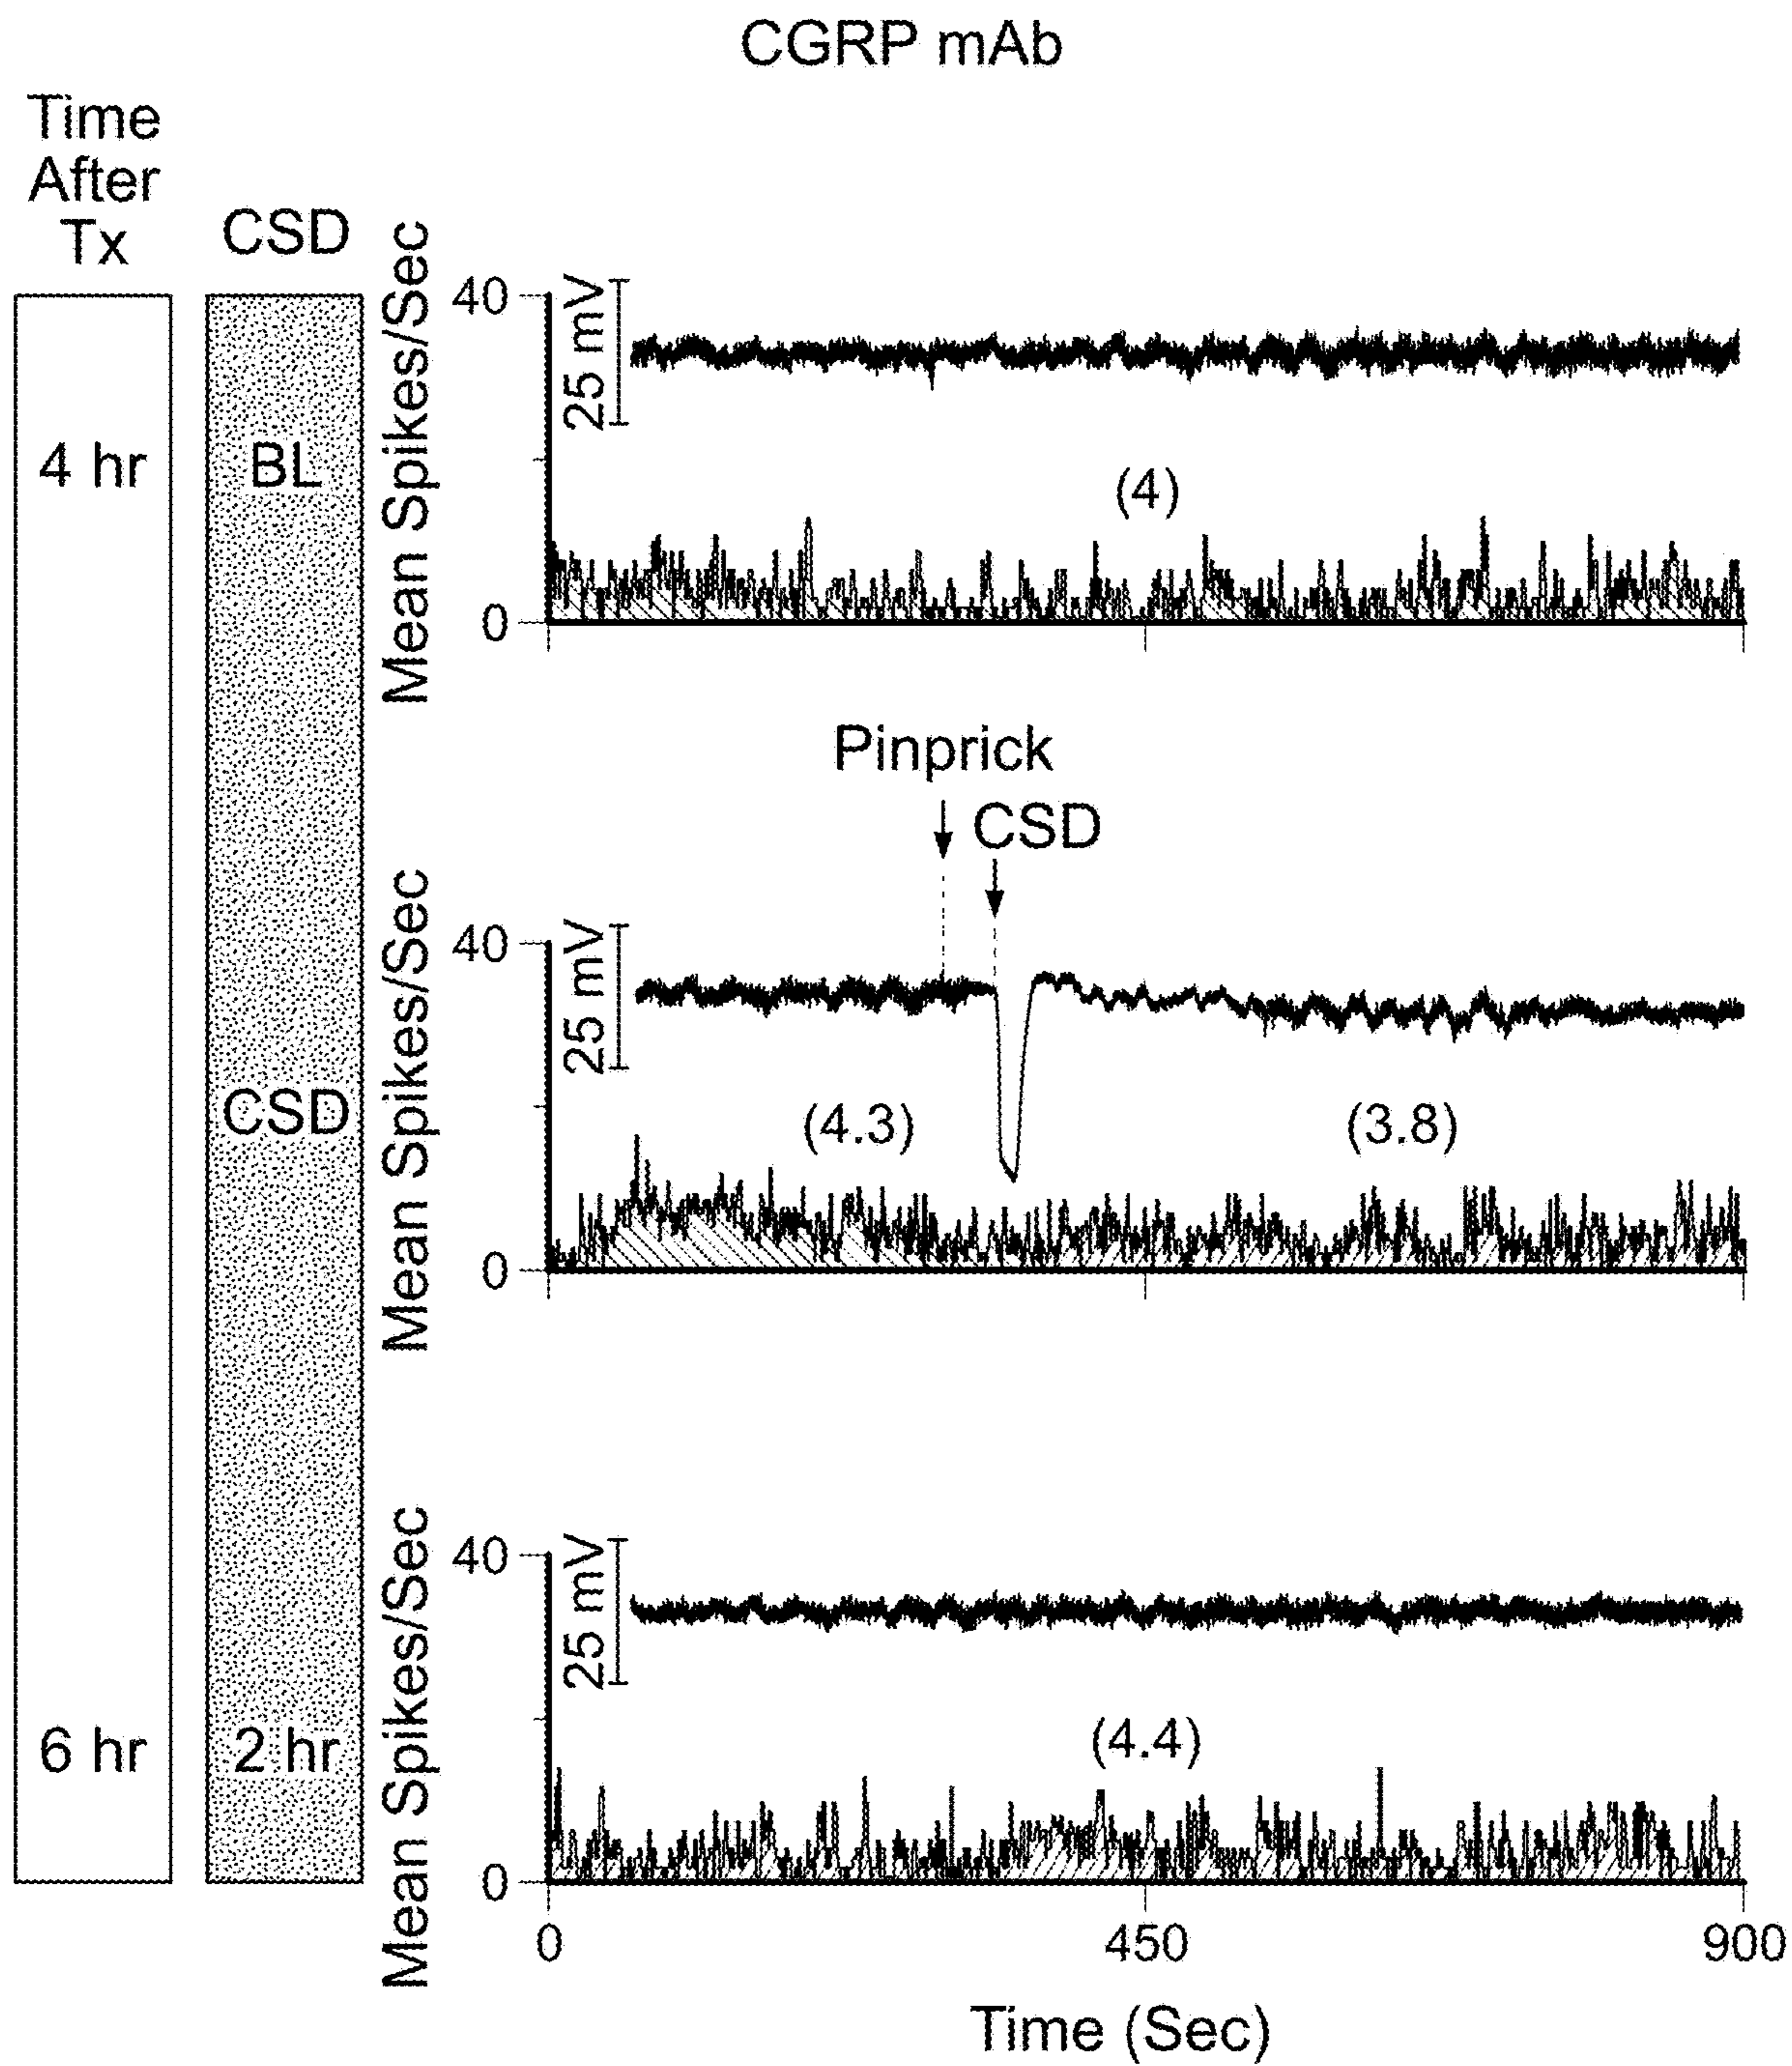 CGRP mAb
Time
After
Tx
CSD
4 hr
BL
Mean Spikes/Sec
40
25 mV
(4)
0
Pinprick
CSD
CSD
Mean Spikes/Sec
40
25 mV
(4.3)
(3.8)
0
6 hr
2 hr
Mean Spikes/Sec
40
25 mV
(4.4)
0
0
450
900
Time (Sec)